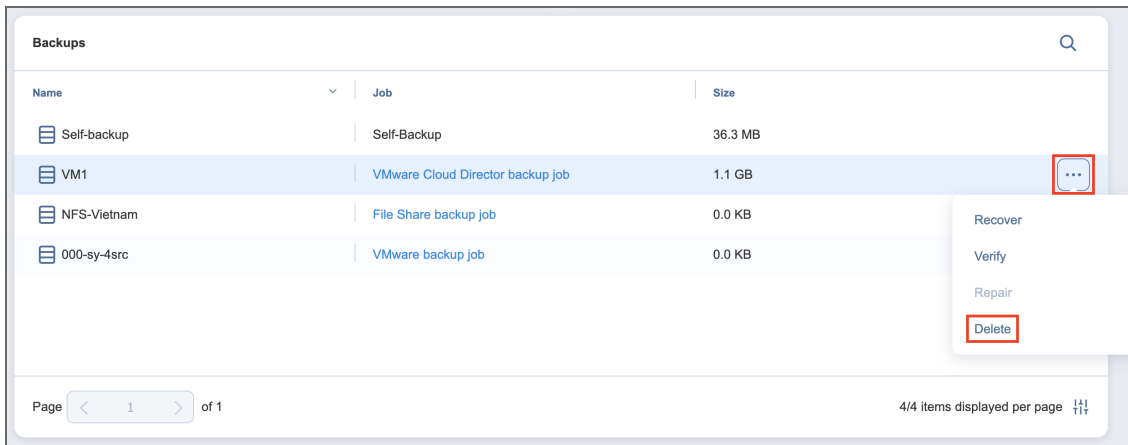 Backups
Name Job Size
Self-backup Self-Backup 36.3 MB
VM1 VMware Cloud Director backup job 1.1 GB ...
NFS-Vietnam File Share backup job 0.0 KB
Recover
000-sy-4src VMware backup job 0.0 KB
Verify
Repair
Delete
Page 1 of 1 4/4 items displayed per page